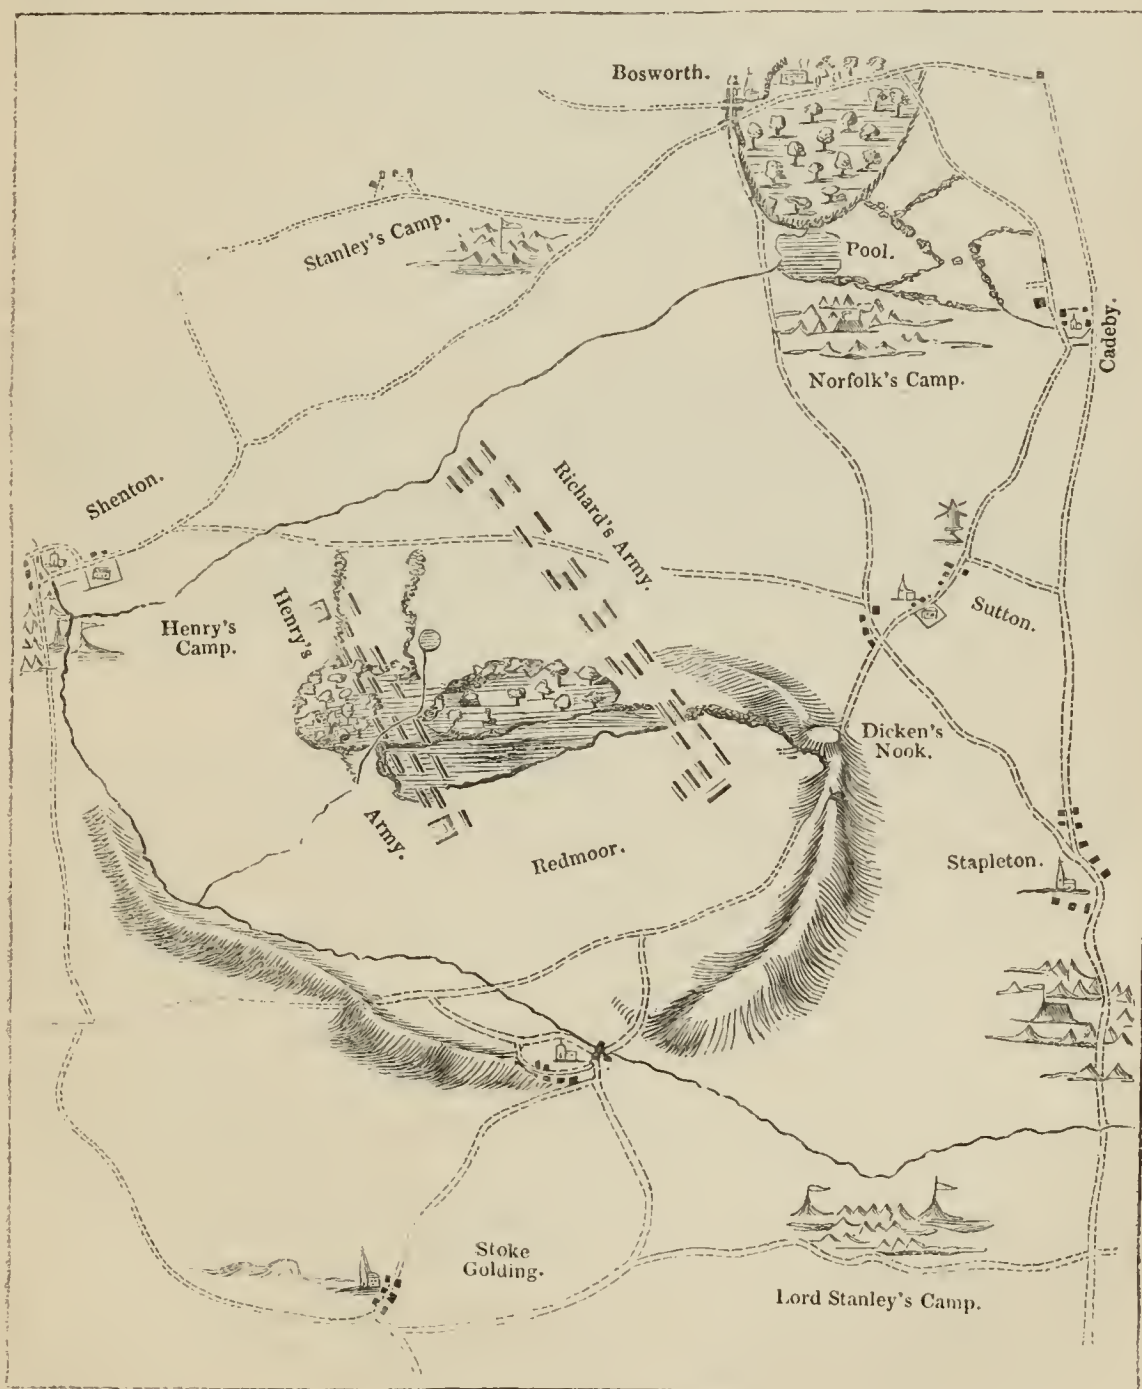 Bosworth.
Stanley's Camp.
Pool.
Cadeby.
Norfolk's Camp.
Shenton.
Richard's Army.
Henry's
Army.
Henry's
Camp.
Sutton.
Dicken's
Nook.
Redmoor.
Stapleton.
Stoke
Golding.
Lord Stanley's Camp.